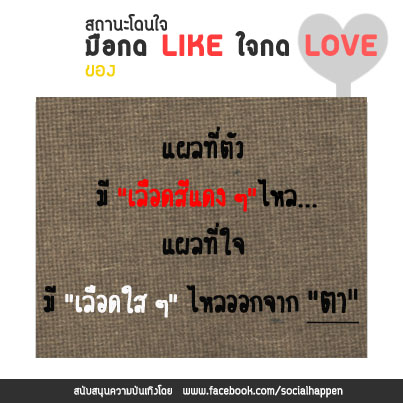 สถานะโดนใจ
มือกด LIKE ใจกด LOVE
ของ
แผลที่ตัว
มี "เลือดสีแดง ๆ" ไหล...
แผลที่ใจ
มี "เลือดใส ๆ" ไหลออกจาก "ตา"
สนับสนุนความบันเทิงโดย www.facebook.com/socialhappen